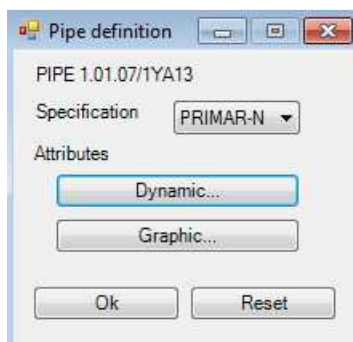 Pipe definition
PIPE 1.01.07/1YA13
Specification PRIMAR-N
Attributes
Dynamic...
Graphic...
Ok Reset